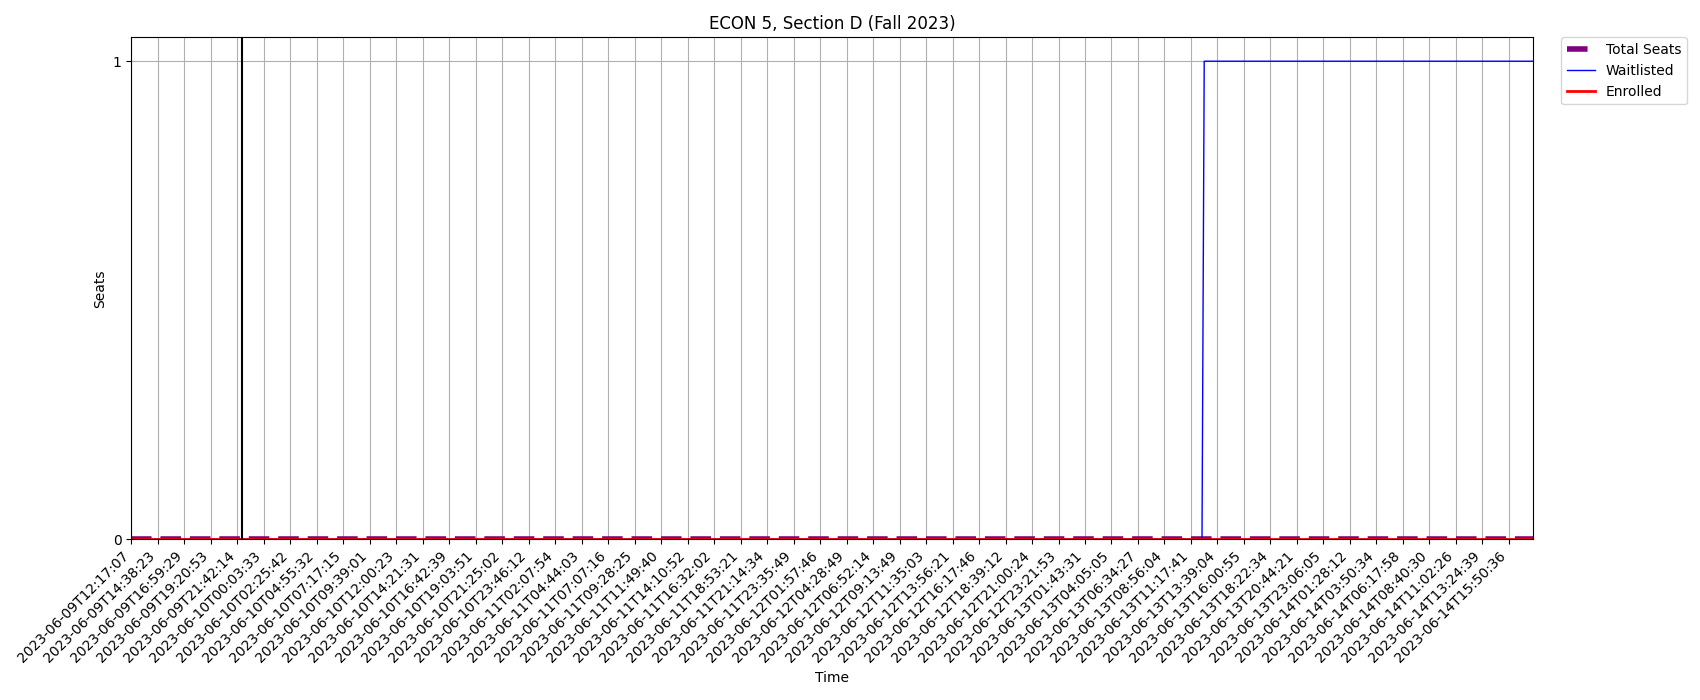 ECON 5, Section D (Fall 2023)
Total Seats
Waitlisted
Enrolled
1
0
Seats
2023-06-09T12:17:07
2023-06-09T14:38:23
2023-06-09T16:59:29
2023-06-09T19:20:53
2023-06-09T21:42:14
2023-06-10T00:03:33
2023-06-10T02:25:42
2023-06-10T04:55:32
2023-06-10T07:17:15
2023-06-10T09:39:01
2023-06-10T12:00:23
2023-06-10T14:21:31
2023-06-10T16:42:39
2023-06-10T19:03:51
2023-06-10T21:25:02
2023-06-10T23:46:12
2023-06-11T02:07:54
2023-06-11T04:44:03
2023-06-11T07:07:16
2023-06-11T09:28:25
2023-06-11T11:49:40
2023-06-11T14:10:52
2023-06-11T16:32:02
2023-06-11T18:53:21
2023-06-11T21:14:34
2023-06-11T23:35:49
2023-06-12T01:57:46
2023-06-12T04:28:49
2023-06-12T06:52:14
2023-06-12T09:13:49
2023-06-12T11:35:03
2023-06-12T13:56:21
2023-06-12T16:17:46
2023-06-12T18:39:12
2023-06-12T21:00:24
2023-06-12T23:21:53
2023-06-13T01:43:31
2023-06-13T04:05:05
2023-06-13T06:34:27
2023-06-13T08:56:04
2023-06-13T11:17:41
2023-06-13T13:39:04
2023-06-13T16:00:55
2023-06-13T18:22:34
2023-06-13T20:44:21
2023-06-13T23:06:05
2023-06-14T01:28:12
2023-06-14T03:50:34
2023-06-14T06:17:58
2023-06-14T08:40:30
2023-06-14T11:02:26
2023-06-14T13:24:39
2023-06-14T15:50:36
Time